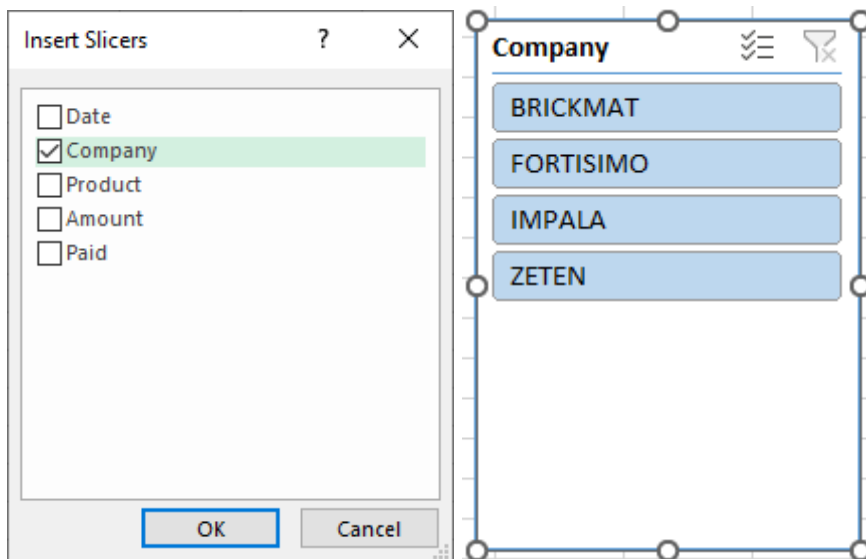 Insert Slicers ?
Date
Company
Product
Amount
Paid
OK Cancel
Company
BRICKMAT
FORTISIMO
IMPALA
ZETEN